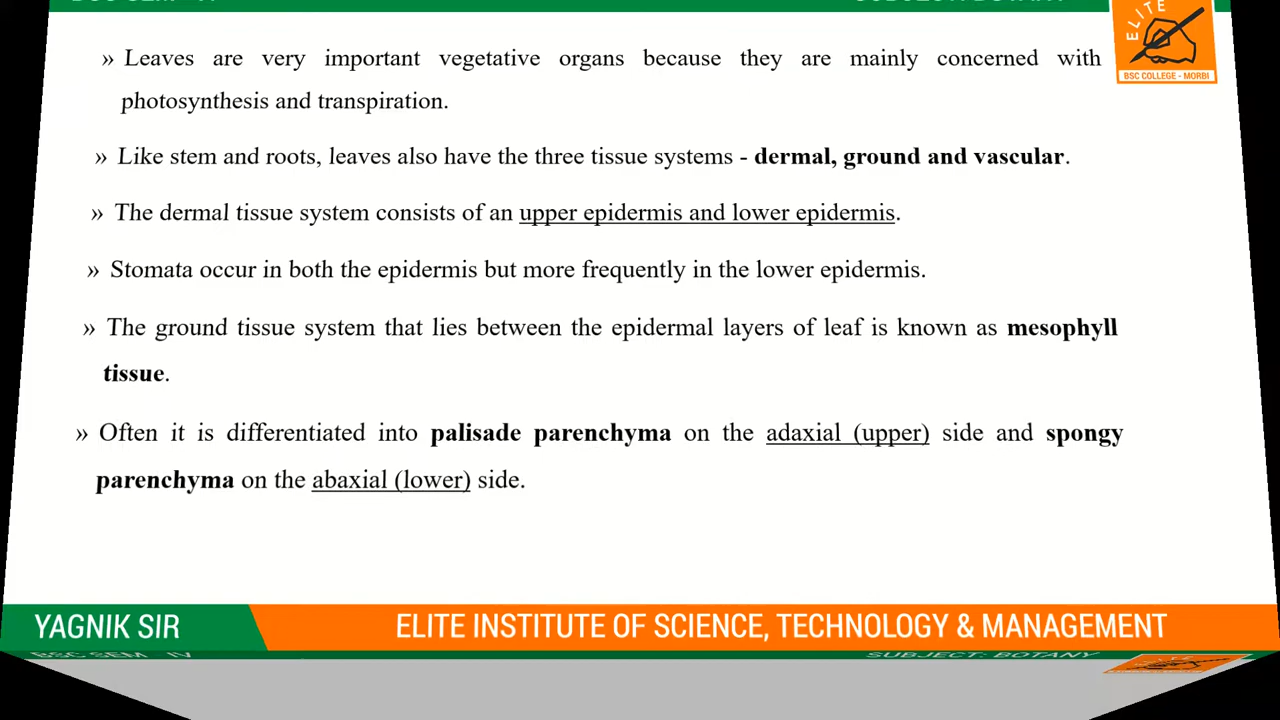 ELITE
BSC COLLEGE - MORBI
» Leaves are very important vegetative organs because they are mainly concerned with
photosynthesis and transpiration.
» Like stem and roots, leaves also have the three tissue systems - dermal, ground and vascular.
» The dermal tissue system consists of an upper epidermis and lower epidermis.
» Stomata occur in both the epidermis but more frequently in the lower epidermis.
» The ground tissue system that lies between the epidermal layers of leaf is known as mesophyll
tissue.
» Often it is differentiated into palisade parenchyma on the adaxial (upper) side and spongy
parenchyma on the abaxial (lower) side.
YAGNIK SIR
ELITE INSTITUTE OF SCIENCE, TECHNOLOGY & MANAGEMENT
BSC SEM - IV
SUBJECT: BOTANY